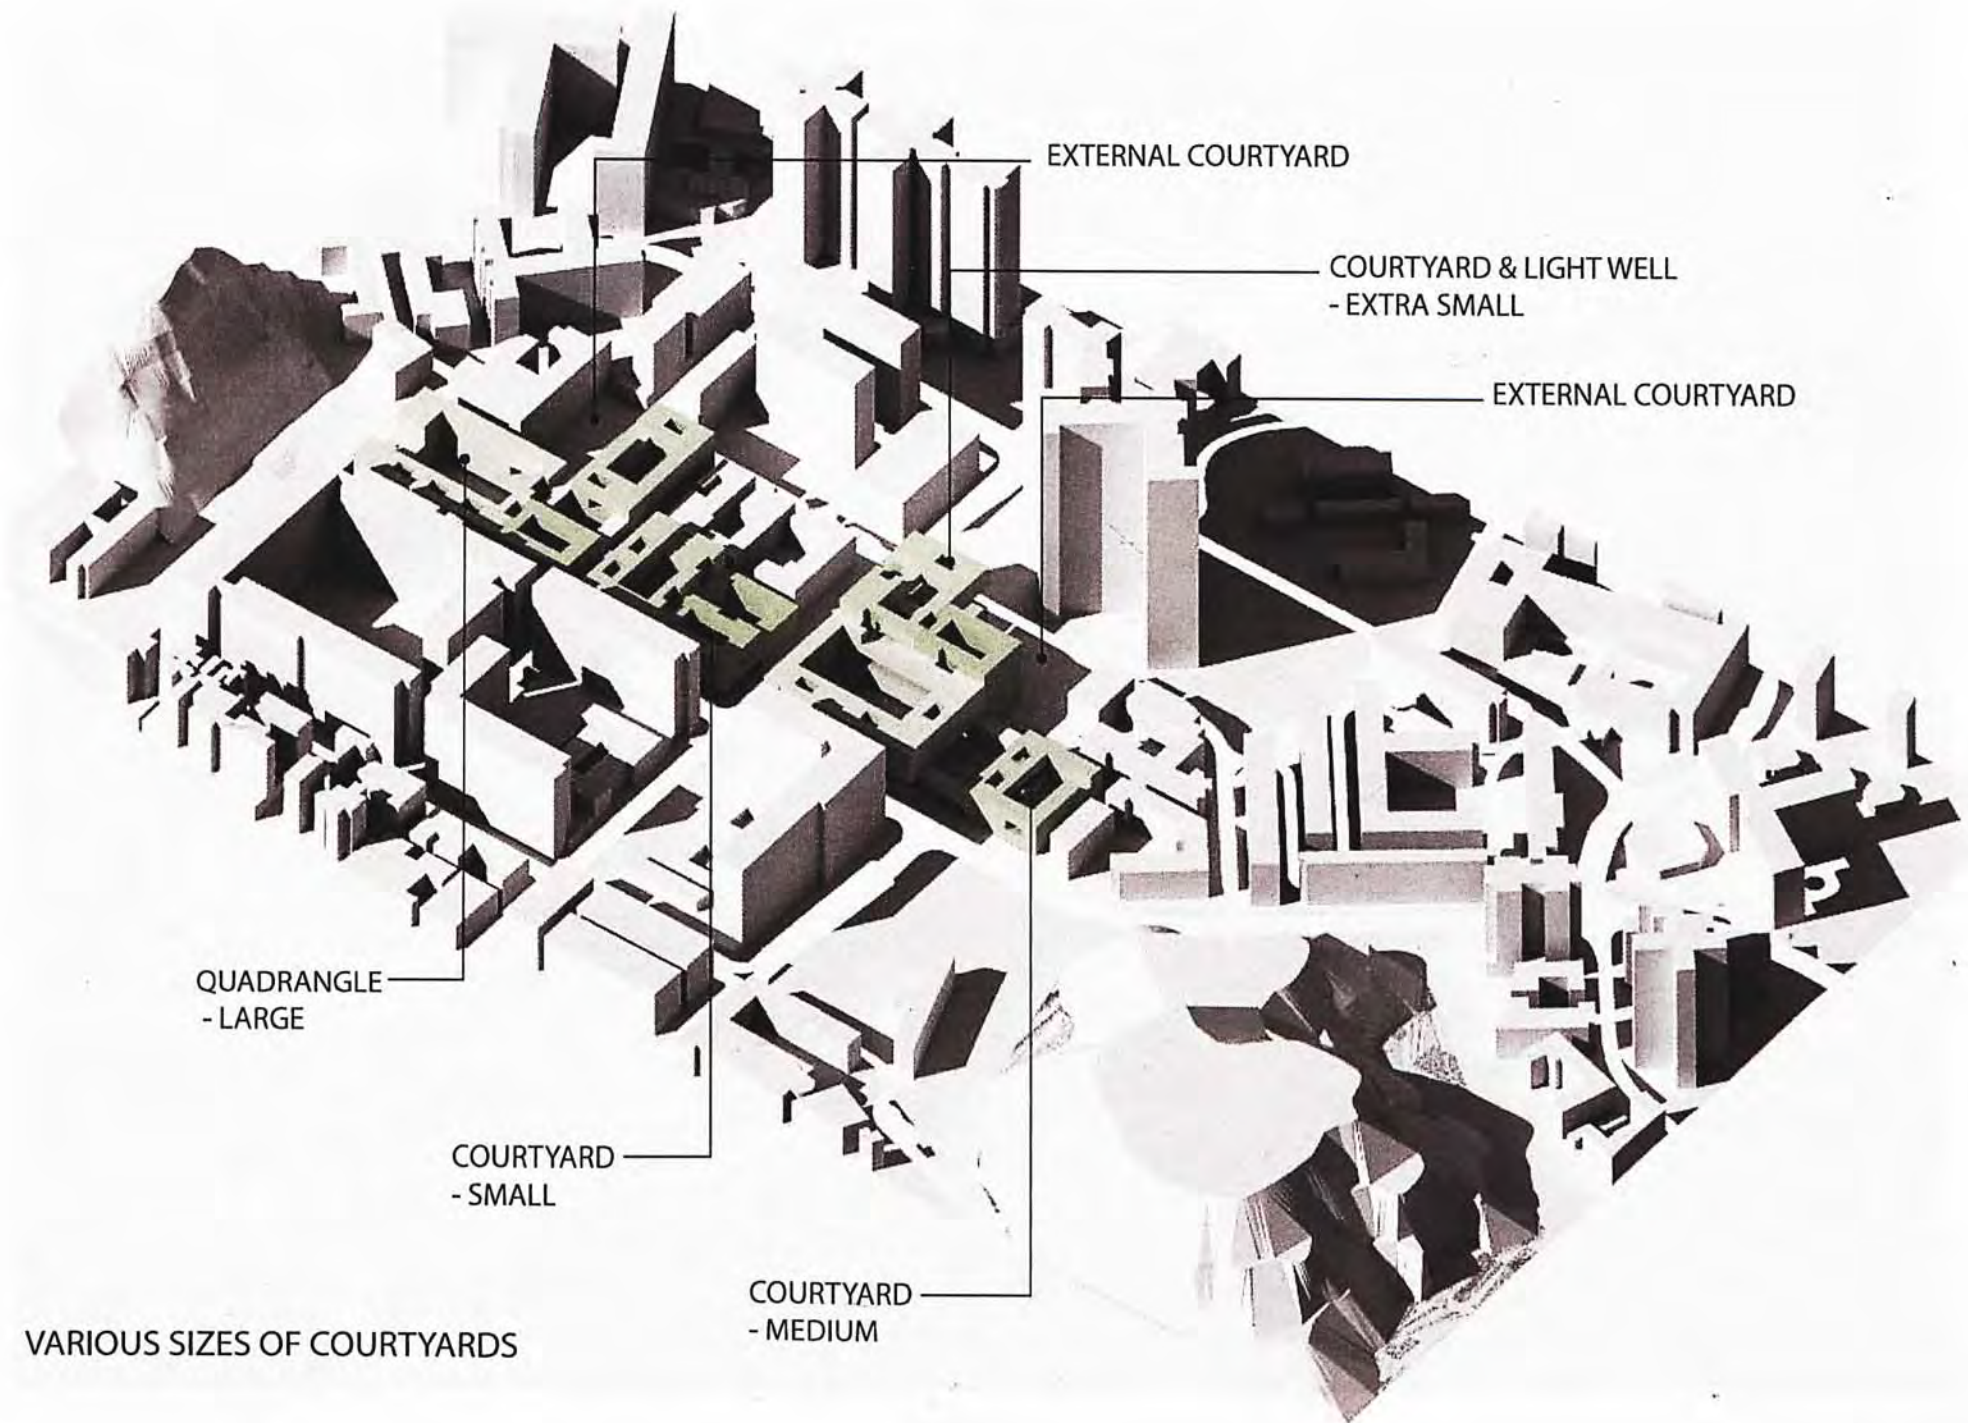 EXTERNAL COURTYARD
COURTYARD & LIGHT WELL
- EXTRA SMALL
EXTERNAL COURTYARD
QUADRANGLE
- LARGE
COURTYARD
- SMALL
COURTYARD
- MEDIUM
VARIOUS SIZES OF COURTYARDS